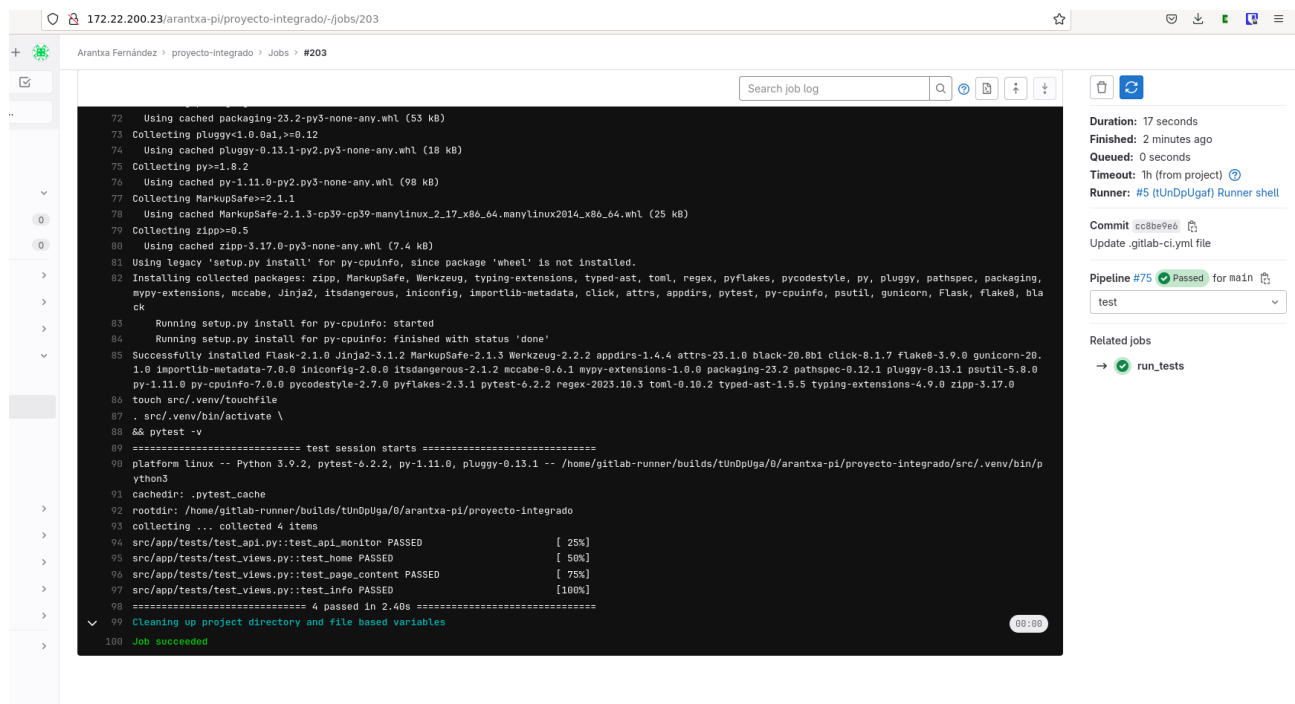 172.22.200.23/arantxa-pi/proyecto-integrado/-/jobs/203
Arantxa Fernández > proyecto-integrado > Jobs > #203
Search job log
72 Using cached packaging-23.2-py3-none-any.whl (53 kB)
73 Collecting pluggy<1.0.0a1,>=0.12
74 Using cached pluggy-0.13.1-py2.py3-none-any.whl (18 kB)
75 Collecting py>=1.8.2
76 Using cached py-1.11.0-py2.py3-none-any.whl (98 kB)
77 Collecting MarkupSafe>=2.1.1
78 Using cached MarkupSafe-2.1.3-cp39-cp39-manylinux_2_17_x86_64.manylinux2014_x86_64.whl (25 kB)
79 Collecting zipp>=0.5
80 Using cached zipp-3.17.0-py3-none-any.whl (7.4 kB)
81 Using legacy 'setup.py install' for py-cpuinfo, since package 'wheel' is not installed.
82 Installing collected packages: zipp, MarkupSafe, Werkzeug, typing-extensions, typed-ast, toml, regex, pyflakes, pycodestyle, py, pluggy, pathspec, packaging,
mypy-extensions, mccabe, Jinja2, itsdangerous, iniconfig, importlib-metadata, click, attrs, appdirs, pytest, py-cpuinfo, psutil, gunicorn, Flask, flake8, bla
ck
83 Running setup.py install for py-cpuinfo: started
84 Running setup.py install for py-cpuinfo: finished with status 'done'
85 Successfully installed Flask-2.1.0 Jinja2-3.1.2 MarkupSafe-2.1.3 Werkzeug-2.2.2 appdirs-1.4.4 attrs-23.1.0 black-20.8b1 click-8.1.7 flake8-3.9.0 gunicorn-20.
1.0 importlib-metadata-7.0.0 iniconfig-2.0.0 itsdangerous-2.1.2 mccabe-0.6.1 mypy-extensions-1.0.0 packaging-23.2 pathspec-0.12.1 pluggy-0.13.1 psutil-5.8.0
py-1.11.0 py-cpuinfo-7.0.0 pycodestyle-2.7.0 pyflakes-2.3.1 pytest-6.2.2 regex-2023.10.3 toml-0.10.2 typed-ast-1.5.5 typing-extensions-4.9.0 zipp-3.17.0
86 touch src/.venv/touchfile
87 . src/.venv/bin/activate \
88 && pytest -v
89 ============================= test session starts ==============================
90 platform linux -- Python 3.9.2, pytest-6.2.2, py-1.11.0, pluggy-0.13.1 -- /home/gitlab-runner/builds/tUnDpUga/0/arantxa-pi/proyecto-integrado/src/.venv/bin/p
ython3
91 cachedir: .pytest_cache
92 rootdir: /home/gitlab-runner/builds/tUnDpUga/0/arantxa-pi/proyecto-integrado
93 collecting ... collected 4 items
94 src/app/tests/test_api.py::test_api_monitor PASSED [ 25%]
95 src/app/tests/test_views.py::test_home PASSED [ 50%]
96 src/app/tests/test_views.py::test_page_content PASSED [ 75%]
97 src/app/tests/test_views.py::test_info PASSED [100%]
98 ============================== 4 passed in 2.40s ===============================
99 Cleaning up project directory and file based variables 00:00
100 Job succeeded
0
0
Duration: 17 seconds
Finished: 2 minutes ago
Queued: 0 seconds
Timeout: 1h (from project)
Runner: #5 (tUnDpUgaf) Runner shell
Commit cc8be9e6
Update .gitlab-ci.yml file
Pipeline #75 Passed for main
test
Related jobs
→ run_tests